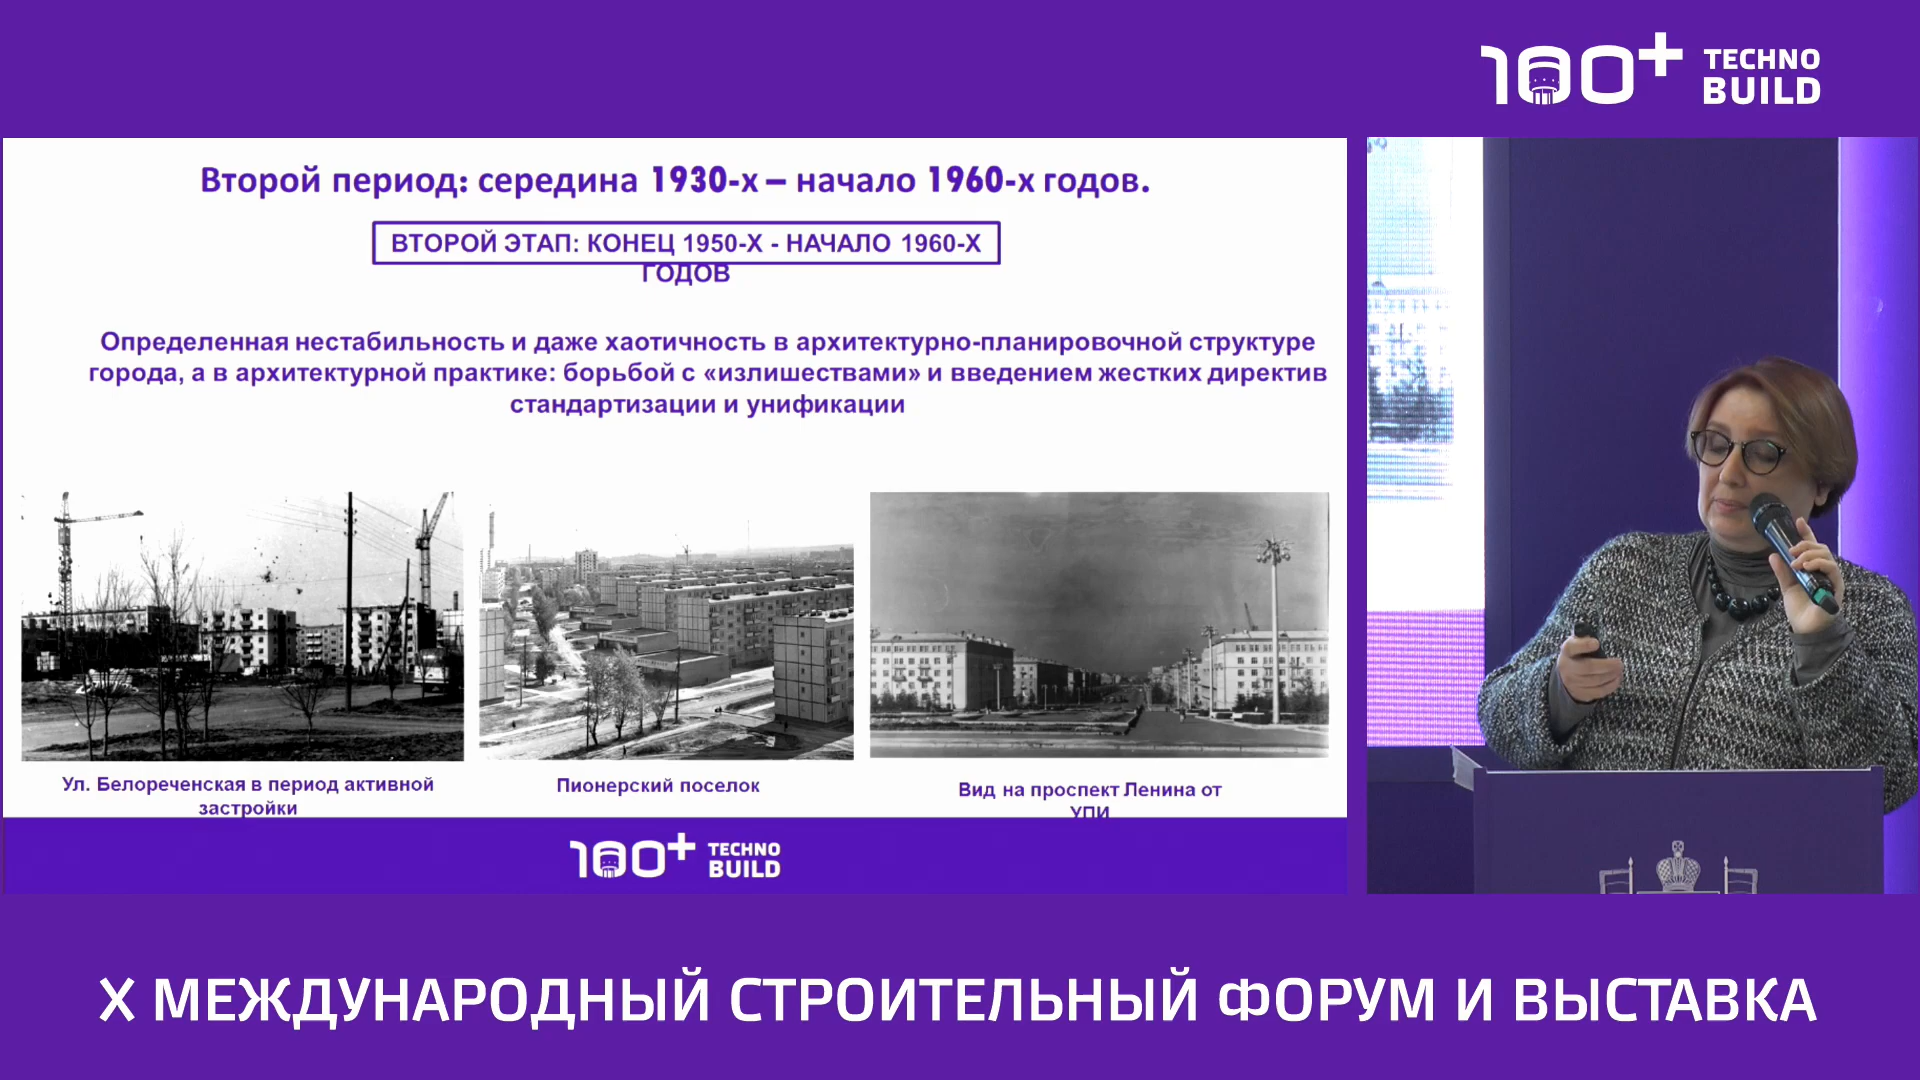 100+ TECHNO
BUILD
Второй период: середина 1930-х – начало 1960-х годов.
ВТОРОЙ ЭТАП: КОНЕЦ 1950-Х - НАЧАЛО 1960-Х
ГОДОВ
Определенная нестабильность и даже хаотичность в архитектурно-планировочной структуре
города, а в архитектурной практике: борьбой с «излишествами» и введением жестких директив
стандартизации и унификации
Ул. Белореченская в период активной
застройки
Пионерский поселок
Вид на проспект Ленина от
УПИ
100+ TECHNO
BUILD
X МЕЖДУНАРОДНЫЙ СТРОИТЕЛЬНЫЙ ФОРУМ И ВЫСТАВКА